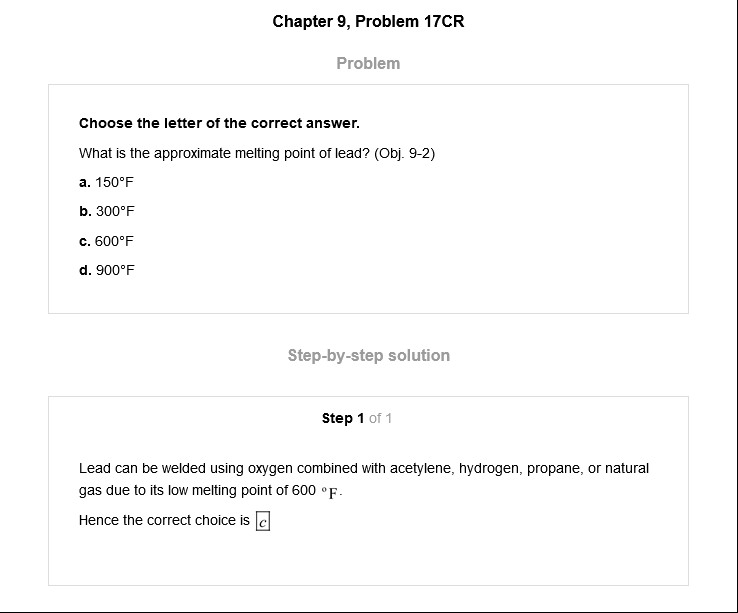 Chapter 9, Problem 17CR
Problem
Choose the letter of the correct answer.
What is the approximate melting point of lead? (Obj. 9-2)
a. 150°F
b. 300°F
c. 600°F
d. 900°F
Step-by-step solution
Step 1 of 1
Lead can be welded using oxygen combined with acetylene, hydrogen, propane, or natural
gas due to its low melting point of 600 °F.
Hence the correct choice is c